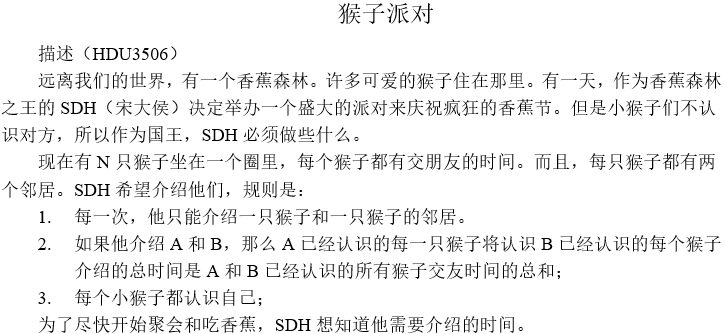 猴子派对
描述（HDU3506）
远离我们的世界，有一个香蕉森林。许多可爱的猴子住在那里。有一天，作为香蕉森林
之王的 SDH（宋大侯）决定举办一个盛大的派对来庆祝疯狂的香蕉节。但是小猴子们不认
识对方，所以作为国王，SDH 必须做些什么。
现在有 N 只猴子坐在一个圈里，每个猴子都有交朋友的时间。而且，每只猴子都有两
个邻居。SDH 希望介绍他们，规则是：
1. 每一次，他只能介绍一只猴子和一只猴子的邻居。
2. 如果他介绍 A 和 B，那么 A 已经认识的每一只猴子将认识 B 已经认识的每个猴子
介绍的总时间是 A 和 B 已经认识的所有猴子交友时间的总和；
3. 每个小猴子都认识自己；
为了尽快开始聚会和吃香蕉，SDH 想知道他需要介绍的时间。